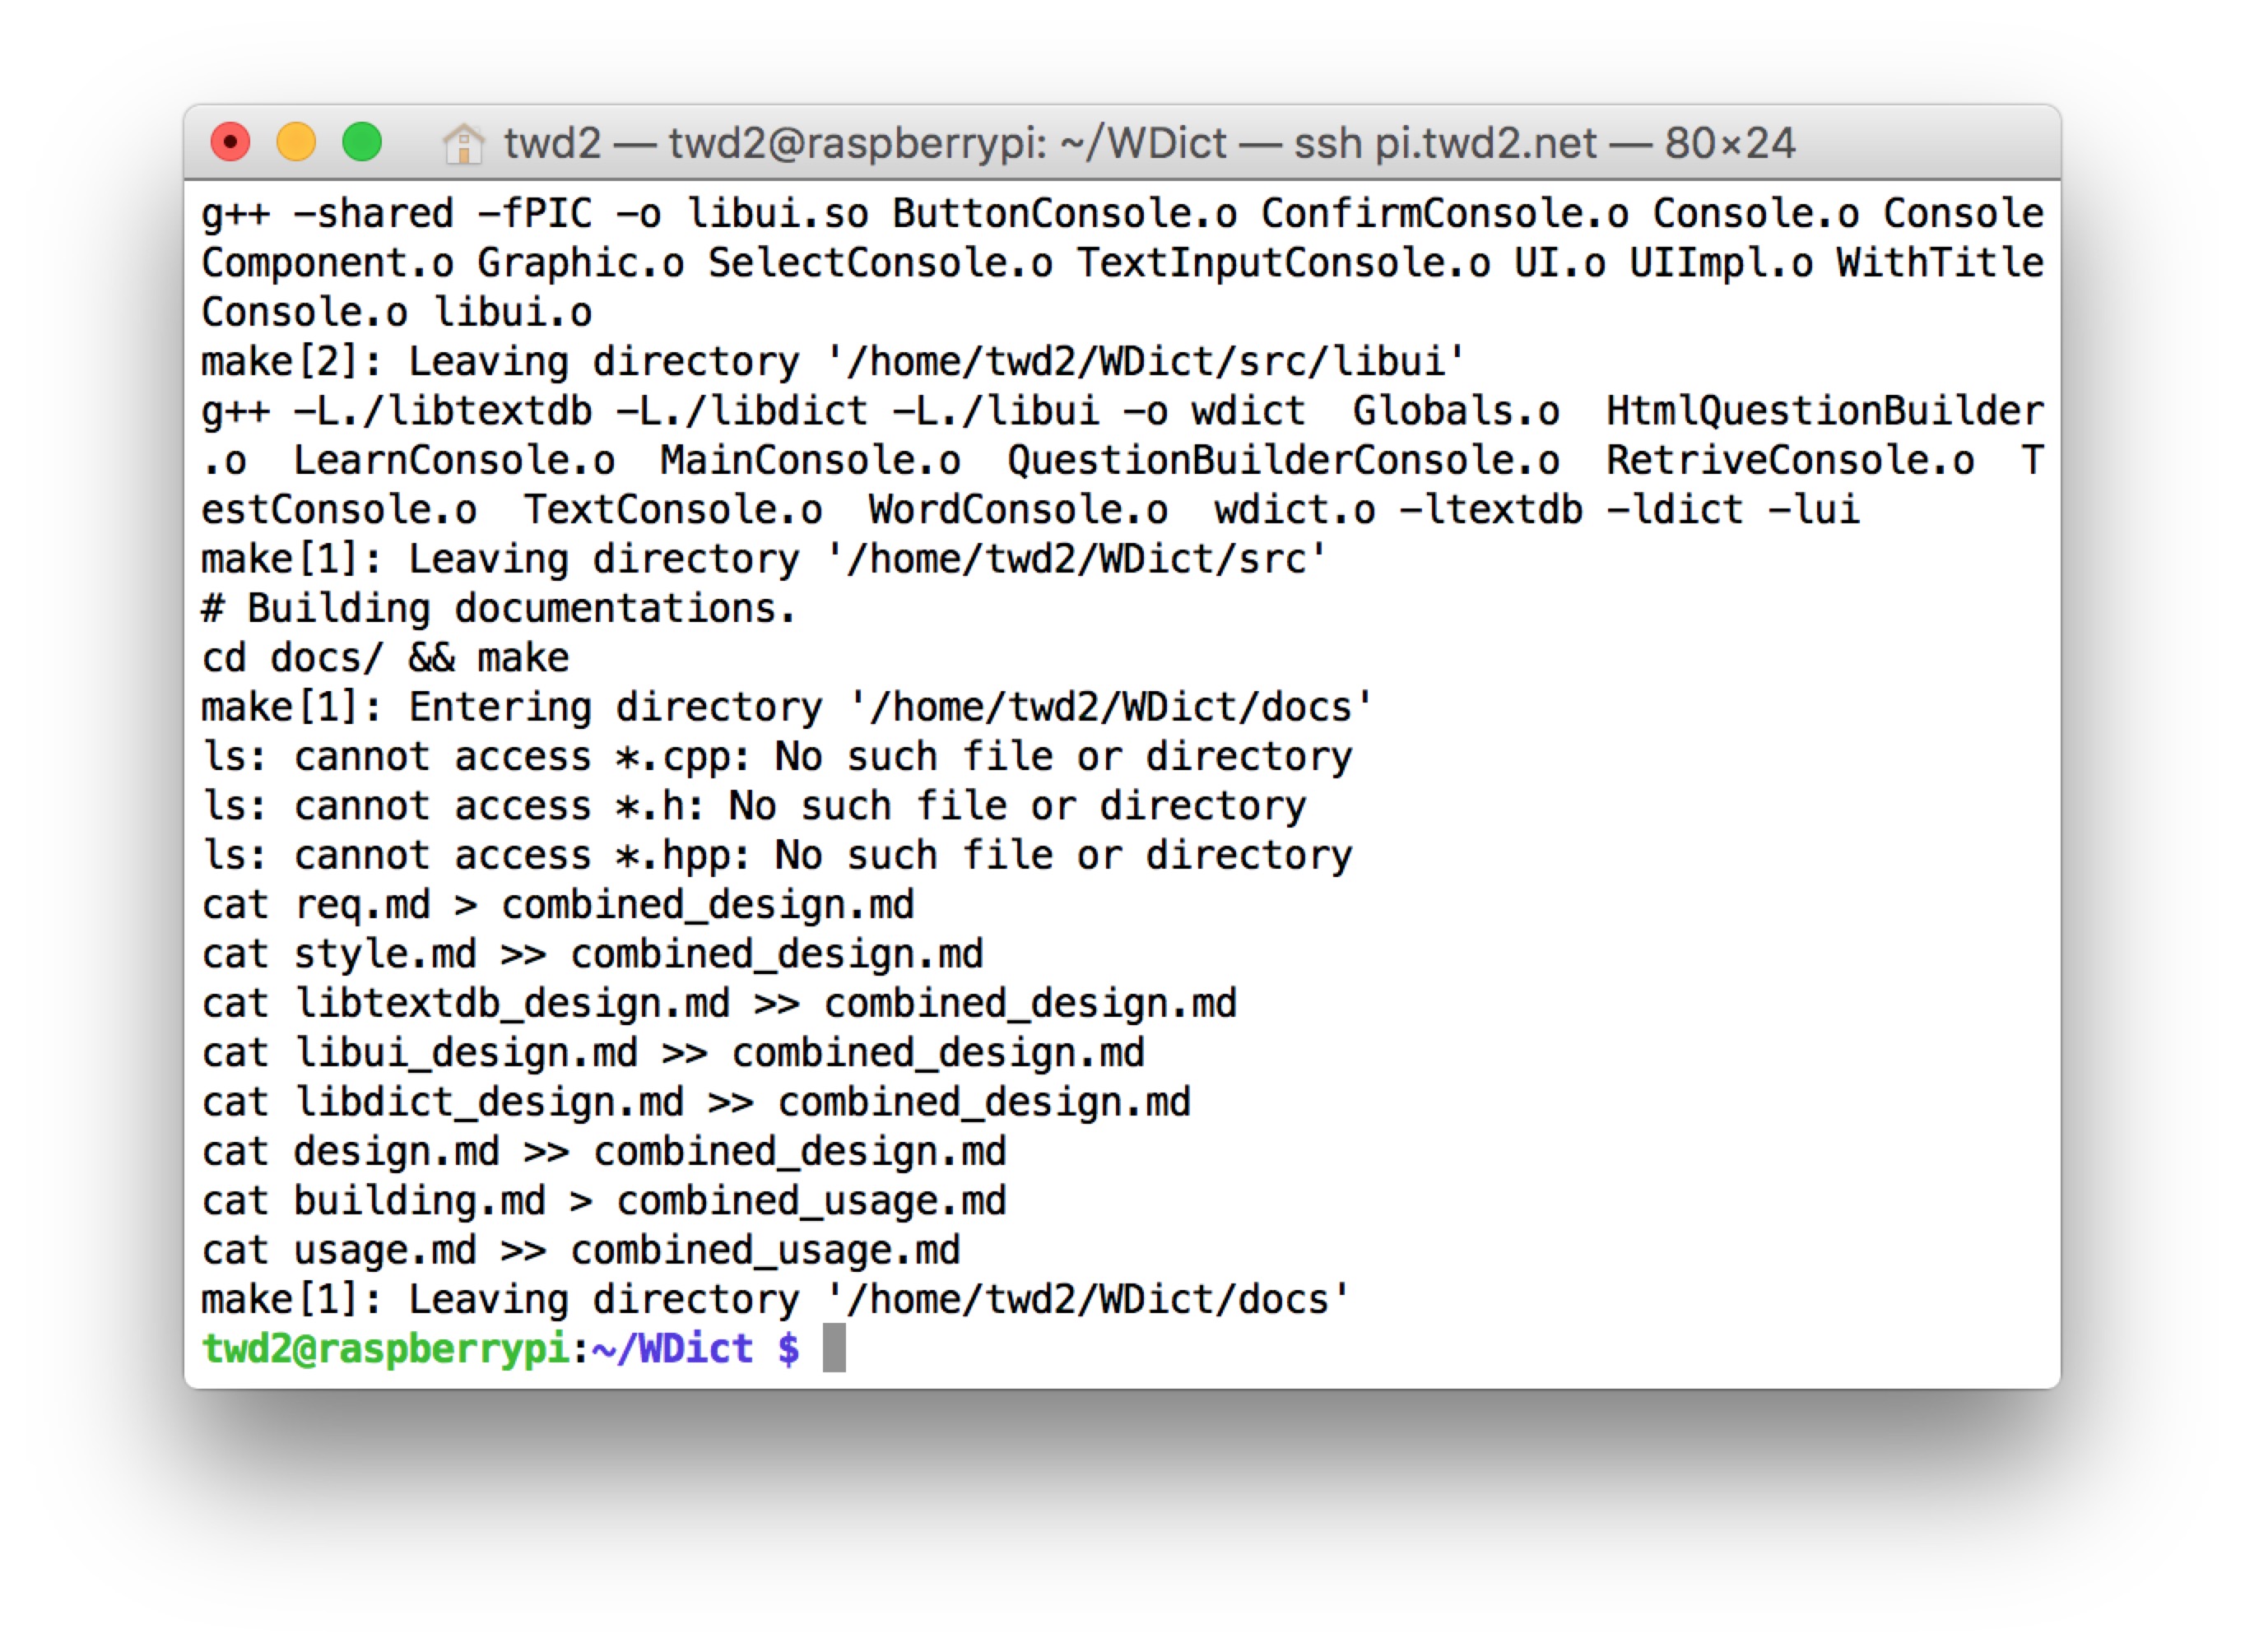 twd2 — twd2@raspberrypi: ~/WDict — ssh pi.twd2.net — 80×24
g++ -shared -fPIC -o libui.so ButtonConsole.o ConfirmConsole.o Console.o Console
Component.o Graphic.o SelectConsole.o TextInputConsole.o UI.o UIImpl.o WithTitle
Console.o libui.o
make[2]: Leaving directory '/home/twd2/WDict/src/libui'
g++ -L./libtextdb -L./libdict -L./libui -o wdict  Globals.o  HtmlQuestionBuilder
.o  LearnConsole.o  MainConsole.o  QuestionBuilderConsole.o  RetriveConsole.o  T
estConsole.o  TextConsole.o  WordConsole.o  wdict.o -ltextdb -ldict -lui
make[1]: Leaving directory '/home/twd2/WDict/src'
# Building documentations.
cd docs/ && make
make[1]: Entering directory '/home/twd2/WDict/docs'
ls: cannot access *.cpp: No such file or directory
ls: cannot access *.h: No such file or directory
ls: cannot access *.hpp: No such file or directory
cat req.md > combined_design.md
cat style.md >> combined_design.md
cat libtextdb_design.md >> combined_design.md
cat libui_design.md >> combined_design.md
cat libdict_design.md >> combined_design.md
cat design.md >> combined_design.md
cat building.md > combined_usage.md
cat usage.md >> combined_usage.md
make[1]: Leaving directory '/home/twd2/WDict/docs'
twd2@raspberrypi:~/WDict $